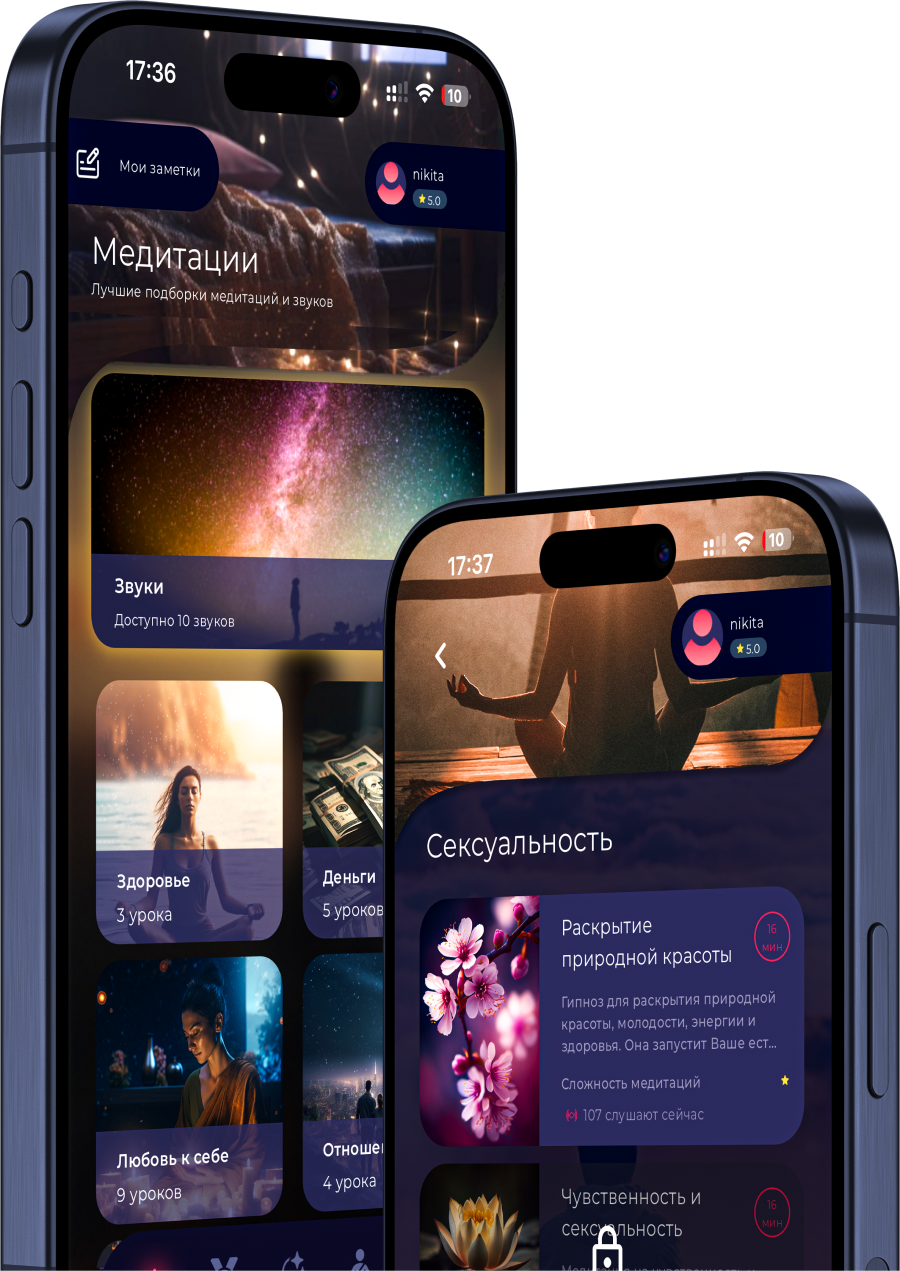 17:36
10
Мои заметки
nikita
5.0
Медитации
Лучшие подборки медитаций и звуков
Звуки
Доступно 10 звуков
Здоровье
3 урока
Деньги
5 уроков
Любовь к себе
9 уроков
4 урока
17:37
10
nikita
5.0
Сексуальность
Раскрытие
природной красоты
16
мин
Гипноз для раскрытия природной
красоты, молодости, энергии и
здоровья. Она запустит Ваше ест...
Сложность медитаций
107 слушают сейчас
Чувственность и
сексуальность
16
мин